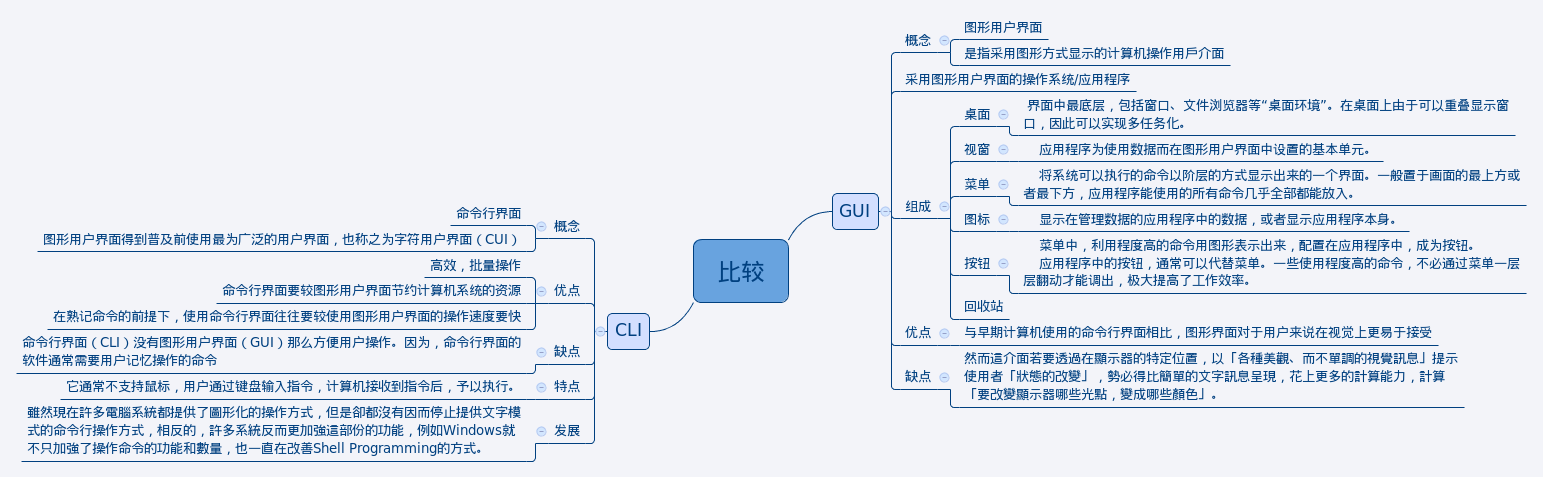 比较
GUI
概念
图形用户界面
是指采用图形方式显示的计算机操作用戶介面
采用图形用户界面的操作系统/应用程序
组成
桌面
界面中最底层，包括窗口、文件浏览器等“桌面环境”。在桌面上由于可以重叠显示窗
口，因此可以实现多任务化。
视窗
应用程序为使用数据而在图形用户界面中设置的基本单元。
菜单
将系统可以执行的命令以阶层的方式显示出来的一个界面。一般置于画面的最上方或
者最下方，应用程序能使用的所有命令几乎全部都能放入。
图标
显示在管理数据的应用程序中的数据，或者显示应用程序本身。
按钮
菜单中，利用程度高的命令用图形表示出来，配置在应用程序中，成为按钮。
应用程序中的按钮，通常可以代替菜单。一些使用程度高的命令，不必通过菜单一层
层翻动才能调出，极大提高了工作效率。
回收站
优点
与早期计算机使用的命令行界面相比，图形界面对于用户来说在视觉上更易于接受
缺点
然而這介面若要透過在顯示器的特定位置，以「各種美觀、而不單調的視覺訊息」提示
使用者「狀態的改變」，勢必得比簡單的文字訊息呈現，花上更多的計算能力，計算
「要改變顯示器哪些光點，變成哪些顏色」。
CLI
概念
命令行界面
图形用户界面得到普及前使用最为广泛的用户界面，也称之为字符用户界面（CUI）
优点
高效，批量操作
命令行界面要较图形用户界面节约计算机系统的资源
在熟记命令的前提下，使用命令行界面往往要较使用图形用户界面的操作速度要快
缺点
命令行界面（CLI）没有图形用户界面（GUI）那么方便用户操作。因为，命令行界面的
软件通常需要用户记忆操作的命令
特点
它通常不支持鼠标，用户通过键盘输入指令，计算机接收到指令后，予以执行。
发展
雖然現在許多電腦系統都提供了圖形化的操作方式，但是卻都沒有因而停止提供文字模
式的命令行操作方式，相反的，許多系統反而更加強這部份的功能，例如Windows就
不只加強了操作命令的功能和數量，也一直在改善Shell Programming的方式。